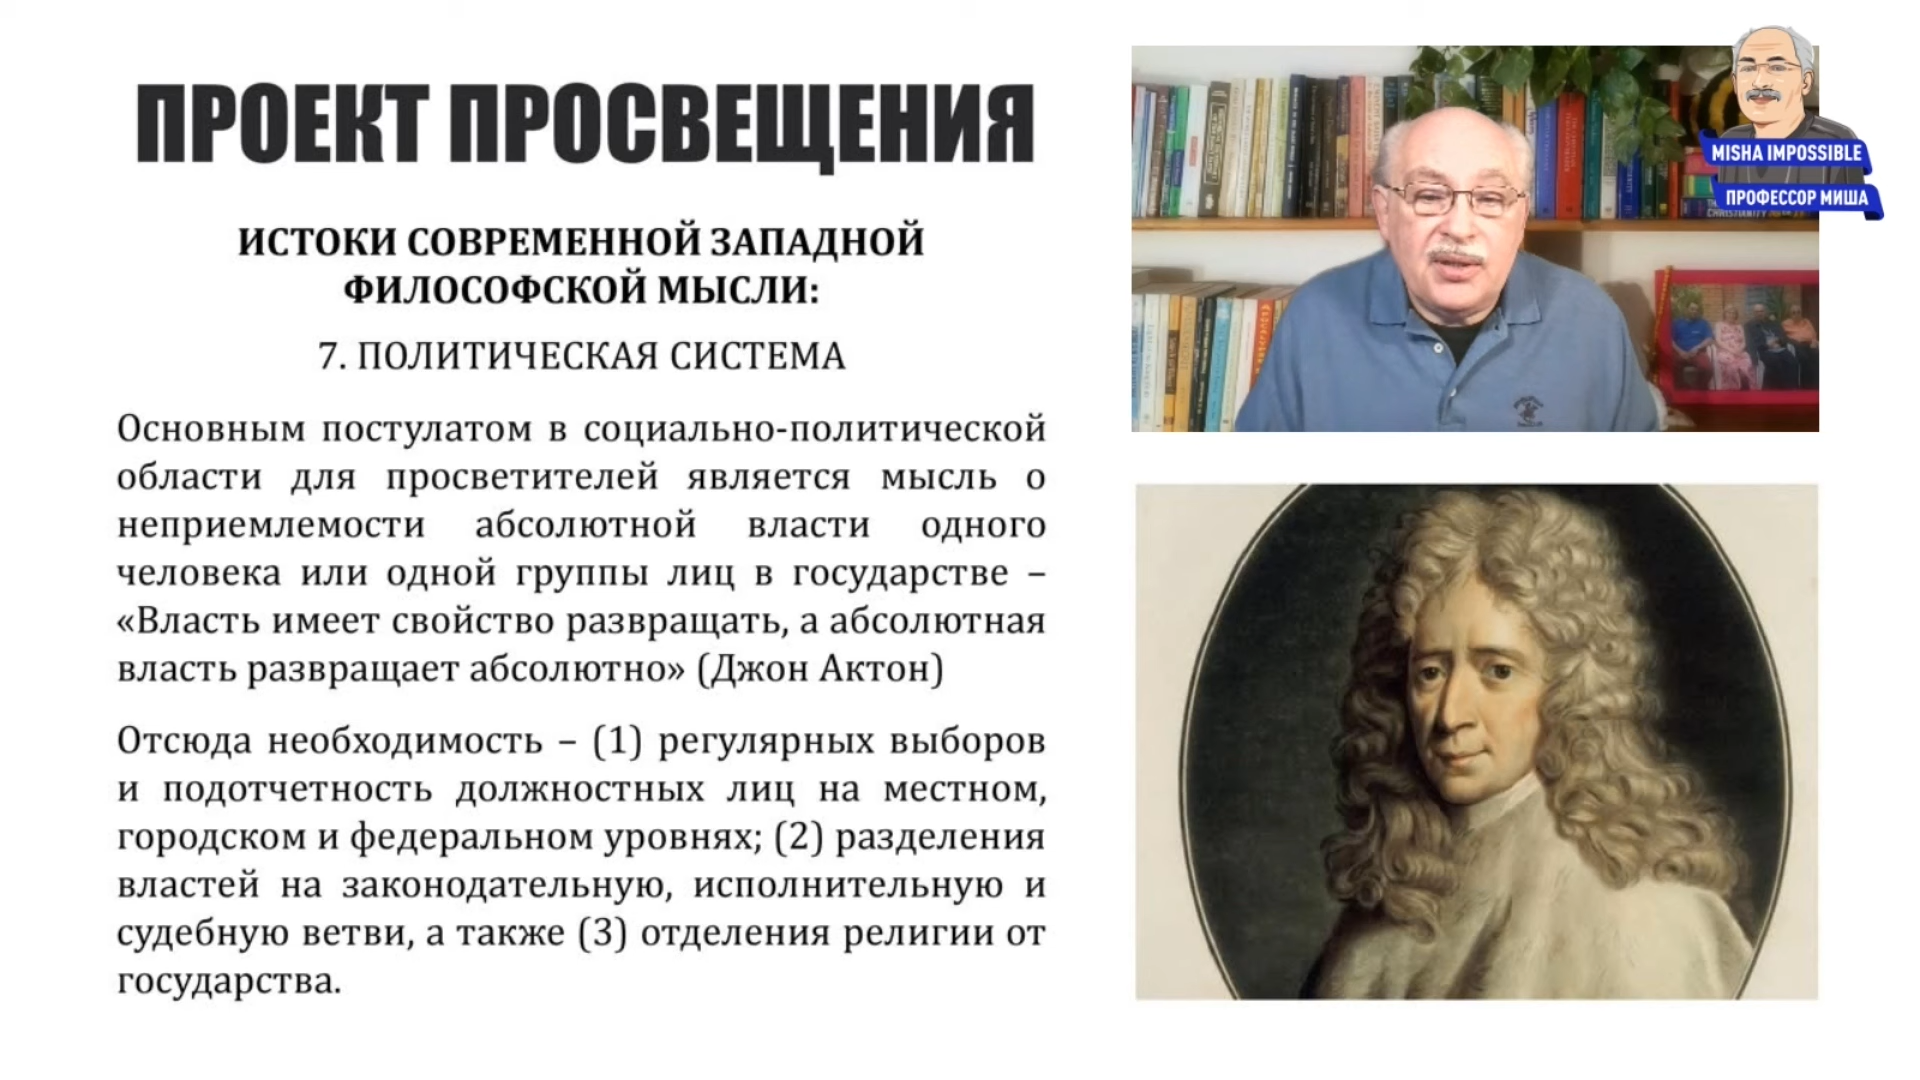 ПРОЕКТ ПРОСВЕЩЕНИЯ
ИСТОКИ СОВРЕМЕННОЙ ЗАПАДНОЙ
ФИЛОСОФСКОЙ МЫСЛИ:
7. ПОЛИТИЧЕСКАЯ СИСТЕМА
Основным постулатом в социально-политической
области для просветителей является мысль о
неприемлемости абсолютной власти одного
человека или одной группы лиц в государстве –
«Власть имеет свойство развращать, а абсолютная
власть развращает абсолютно» (Джон Актон)
Отсюда необходимость – (1) регулярных выборов
и подотчетность должностных лиц на местном,
городском и федеральном уровнях; (2) разделения
властей на законодательную, исполнительную и
судебную ветви, а также (3) отделения религии от
государства.
MISHA IMPOSSIBLE
ПРОФЕССОР МИША
CHRISTIANITY